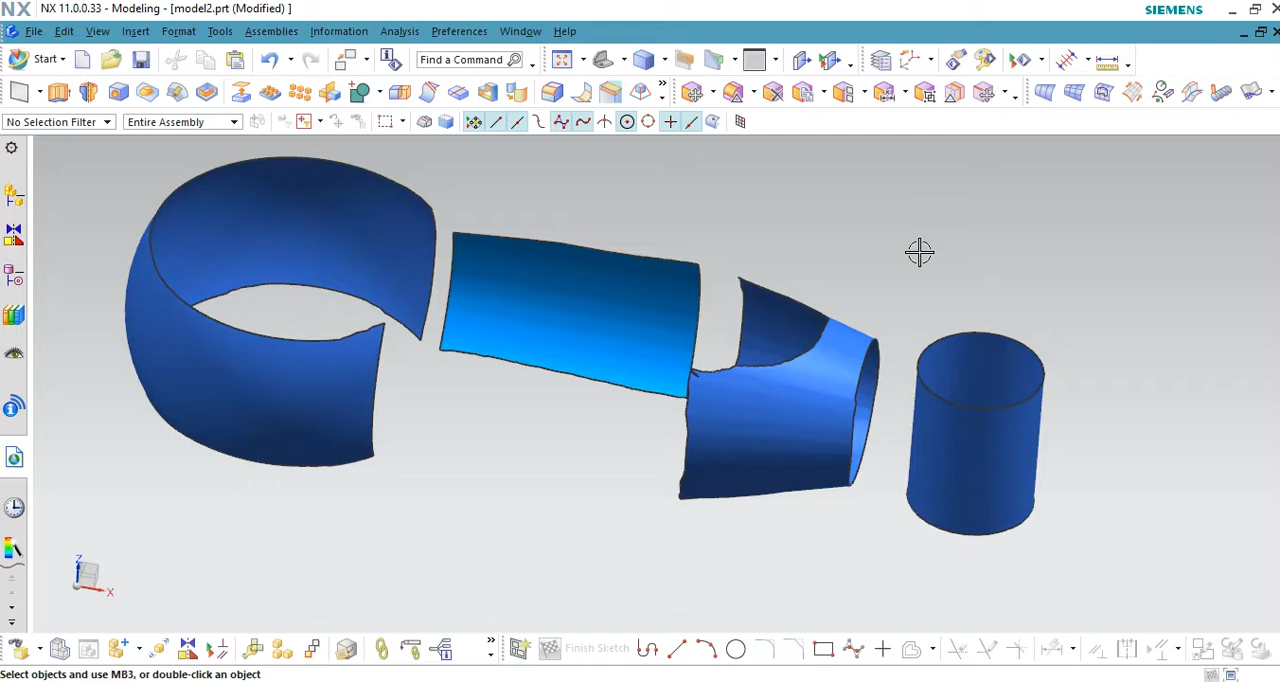 NX NX 11.0.0.33 - Modeling - [model2.prt (Modified) ] SIEMENS
File Edit View Insert Format Tools Assemblies Information Analysis Preferences Window Help
Start Find a Command
No Selection Filter Entire Assembly
Z
X
Finish Sketch
Select objects and use MB3, or double-click an object